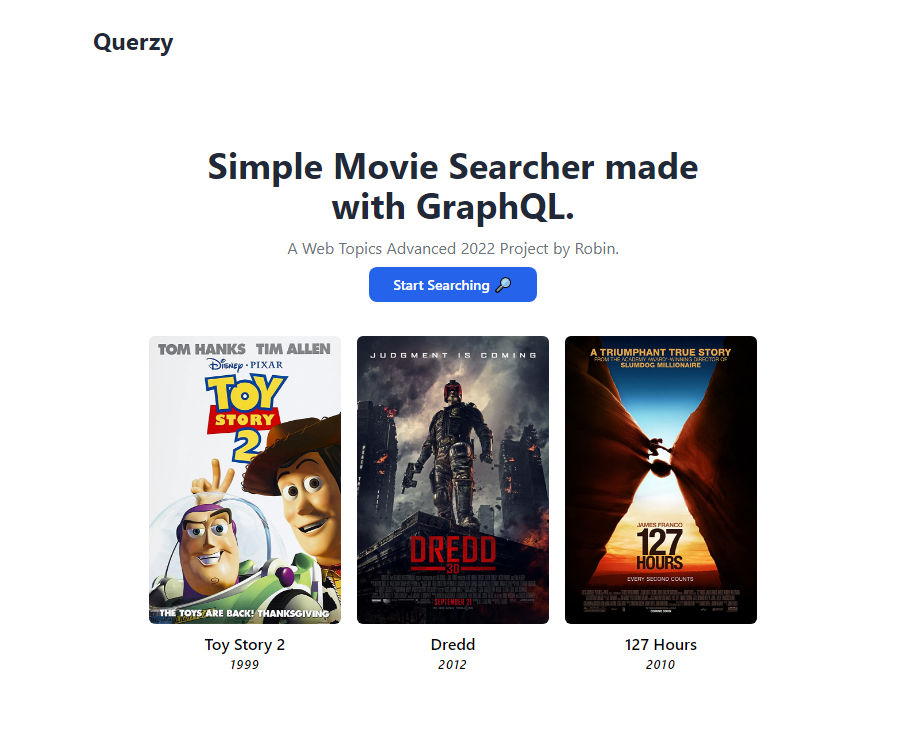 Querzy
Simple Movie Searcher made
with GraphQL.
A Web Topics Advanced 2022 Project by Robin.
Start Searching
TOM HANKS TIM ALLEN
Disney · PIXAR
TOY
STORY
2
THE TOYS ARE BACK! THANKSGIVING
Toy Story 2
1999
JUDGMENT IS COMING
DREDD
3D
SEPTEMBER 21
Dredd
2012
A TRIUMPHANT TRUE STORY
FROM THE ACADEMY AWARD®-WINNING DIRECTOR OF
SLUMDOG MILLIONAIRE
JAMES FRANCO
127
HOURS
EVERY SECOND COUNTS
127 Hours
2010